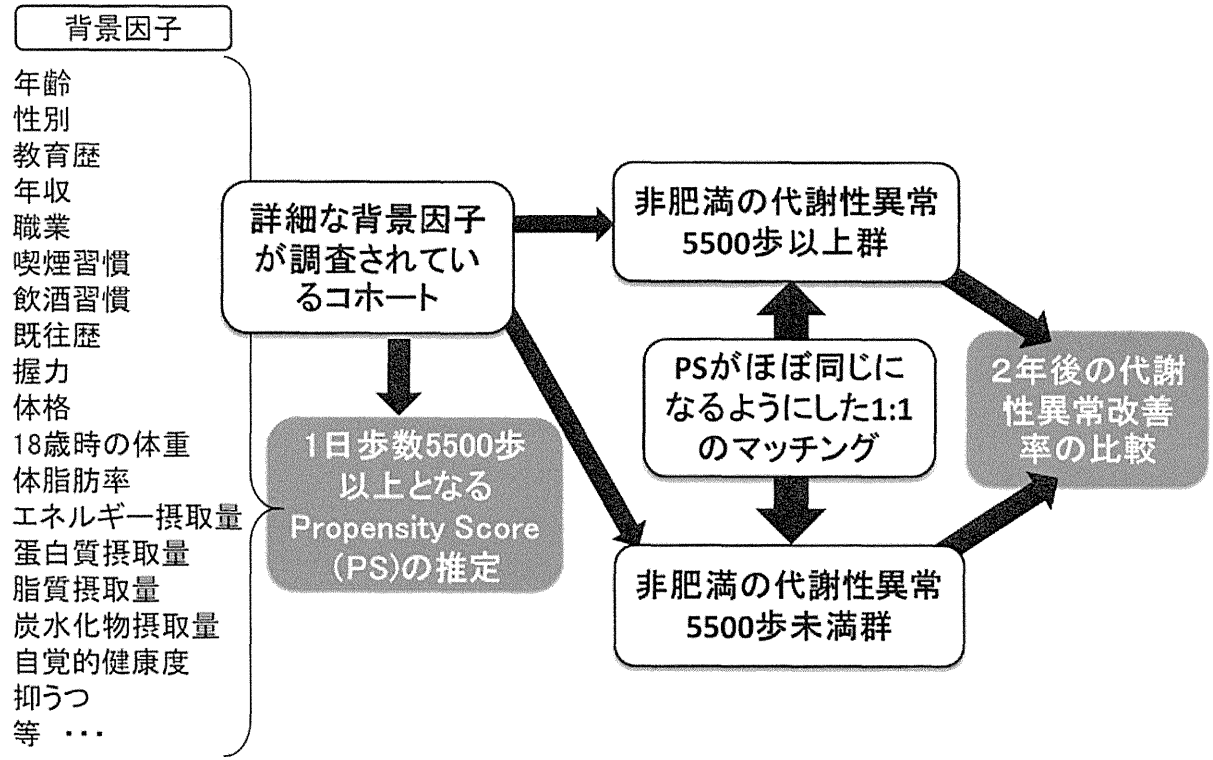 背景因子
年齢
性別
教育歴
年収
職業
喫煙習慣
飲酒習慣
既往歴
握力
体格
18歳時の体重
体脂肪率
エネルギー摂取量
蛋白質摂取量
脂質摂取量
炭水化物摂取量
自覚的健康度
抑うつ
等 ・・・
詳細な背景因子
が調査されてい
るコホート
1日歩数5500歩
以上となる
Propensity Score
(PS)の推定
非肥満の代謝性異常
5500歩以上群
PSがほぼ同じに
なるようにした1:1
のマッチング
非肥満の代謝性異常
5500歩未満群
２年後の代謝
性異常改善
率の比較